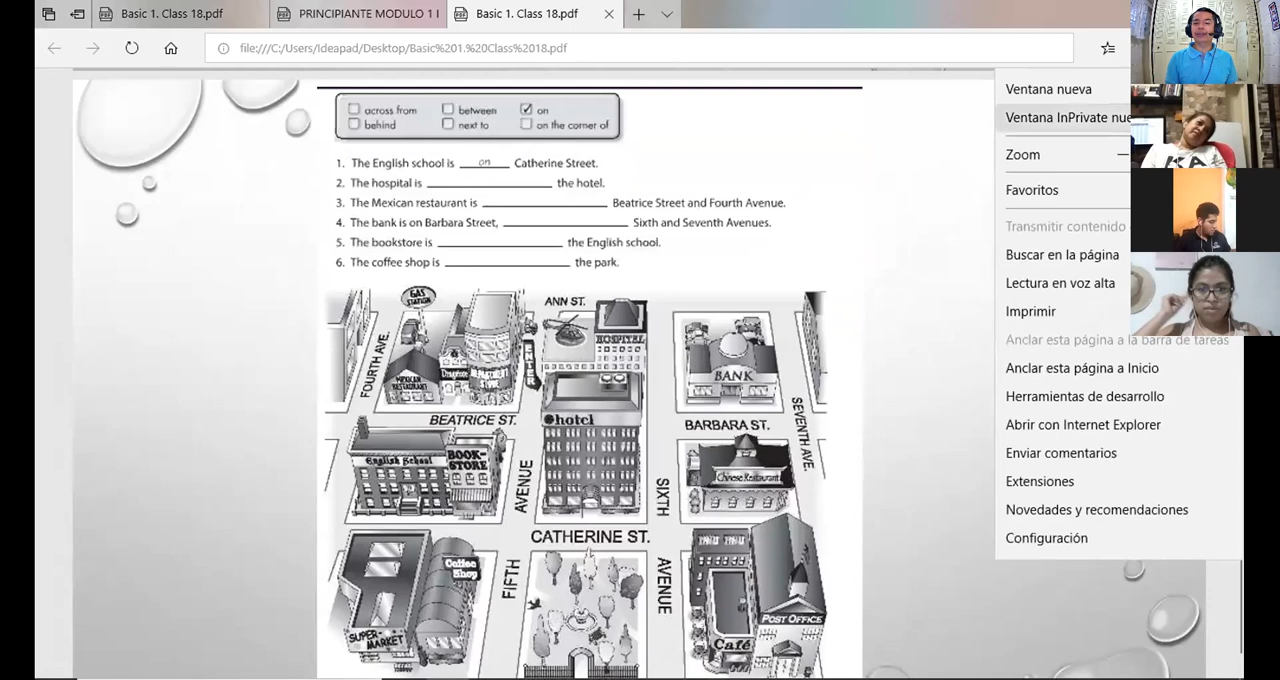 Basic 1. Class 18.pdf
PRINCIPIANTE MODULO 1 I
Basic 1. Class 18.pdf
file:///C:/Users/Ideapad/Desktop/Basic%201.%20Class%2018.pdf
across from between on
behind next to on the corner of
1. The English school is on Catherine Street.
2. The hospital is ____________ the hotel.
3. The Mexican restaurant is ____________ Beatrice Street and Fourth Avenue.
4. The bank is on Barbara Street, ____________ Sixth and Seventh Avenues.
5. The bookstore is ____________ the English school.
6. The coffee shop is ____________ the park.
GAS STATION
ANN ST.
HOSPITAL
FOURTH AVE.
MEXICAN RESTAURANT
DEPARTMENT STORE
BANK
BEATRICE ST.
hotel
BARBARA ST.
SEVENTH AVE.
English School
BOOK-
STORE
Chinese Restaurant
FIFTH AVENUE
SIXTH AVENUE
CATHERINE ST.
Coffee
Shop
SUPER-
MARKET
Café
POST OFFICE
Ventana nueva
Ventana InPrivate nue
Zoom
Favoritos
Transmitir contenido
Buscar en la página
Lectura en voz alta
Imprimir
Anclar esta página a la barra de tareas
Anclar esta página a Inicio
Herramientas de desarrollo
Abrir con Internet Explorer
Enviar comentarios
Extensiones
Novedades y recomendaciones
Configuración